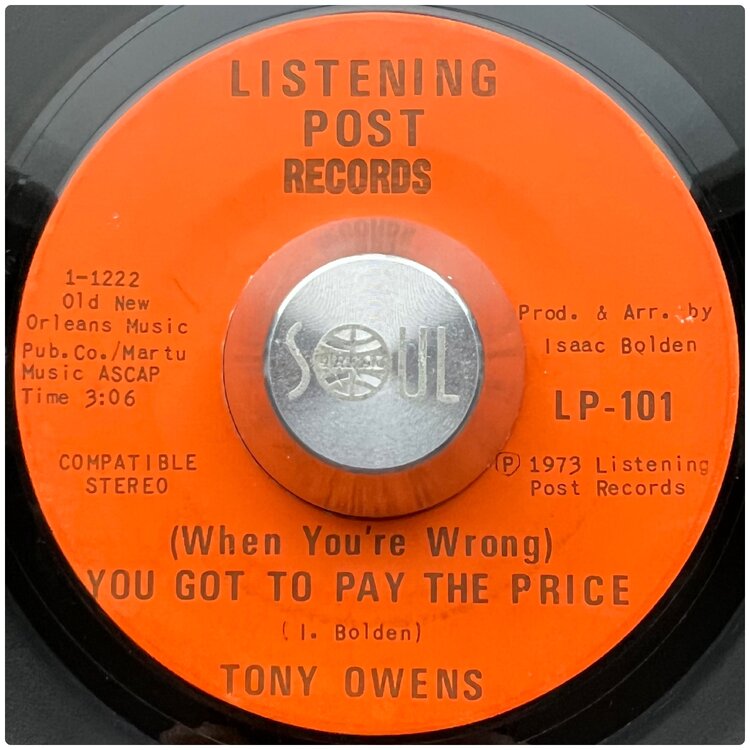 LISTENING
POST
RECORDS
1-1222
Old New
Orleans Music
Pub.Co./Martu
Music ASCAP
Time 3:06
COMPATIBLE
STEREO
SOUL
Prod. & Arr. by
Isaac Bolden
LP-101
Ⓟ 1973 Listening
Post Records
(When You're Wrong)
YOU GOT TO PAY THE PRICE
(I. Bolden)
TONY OWENS